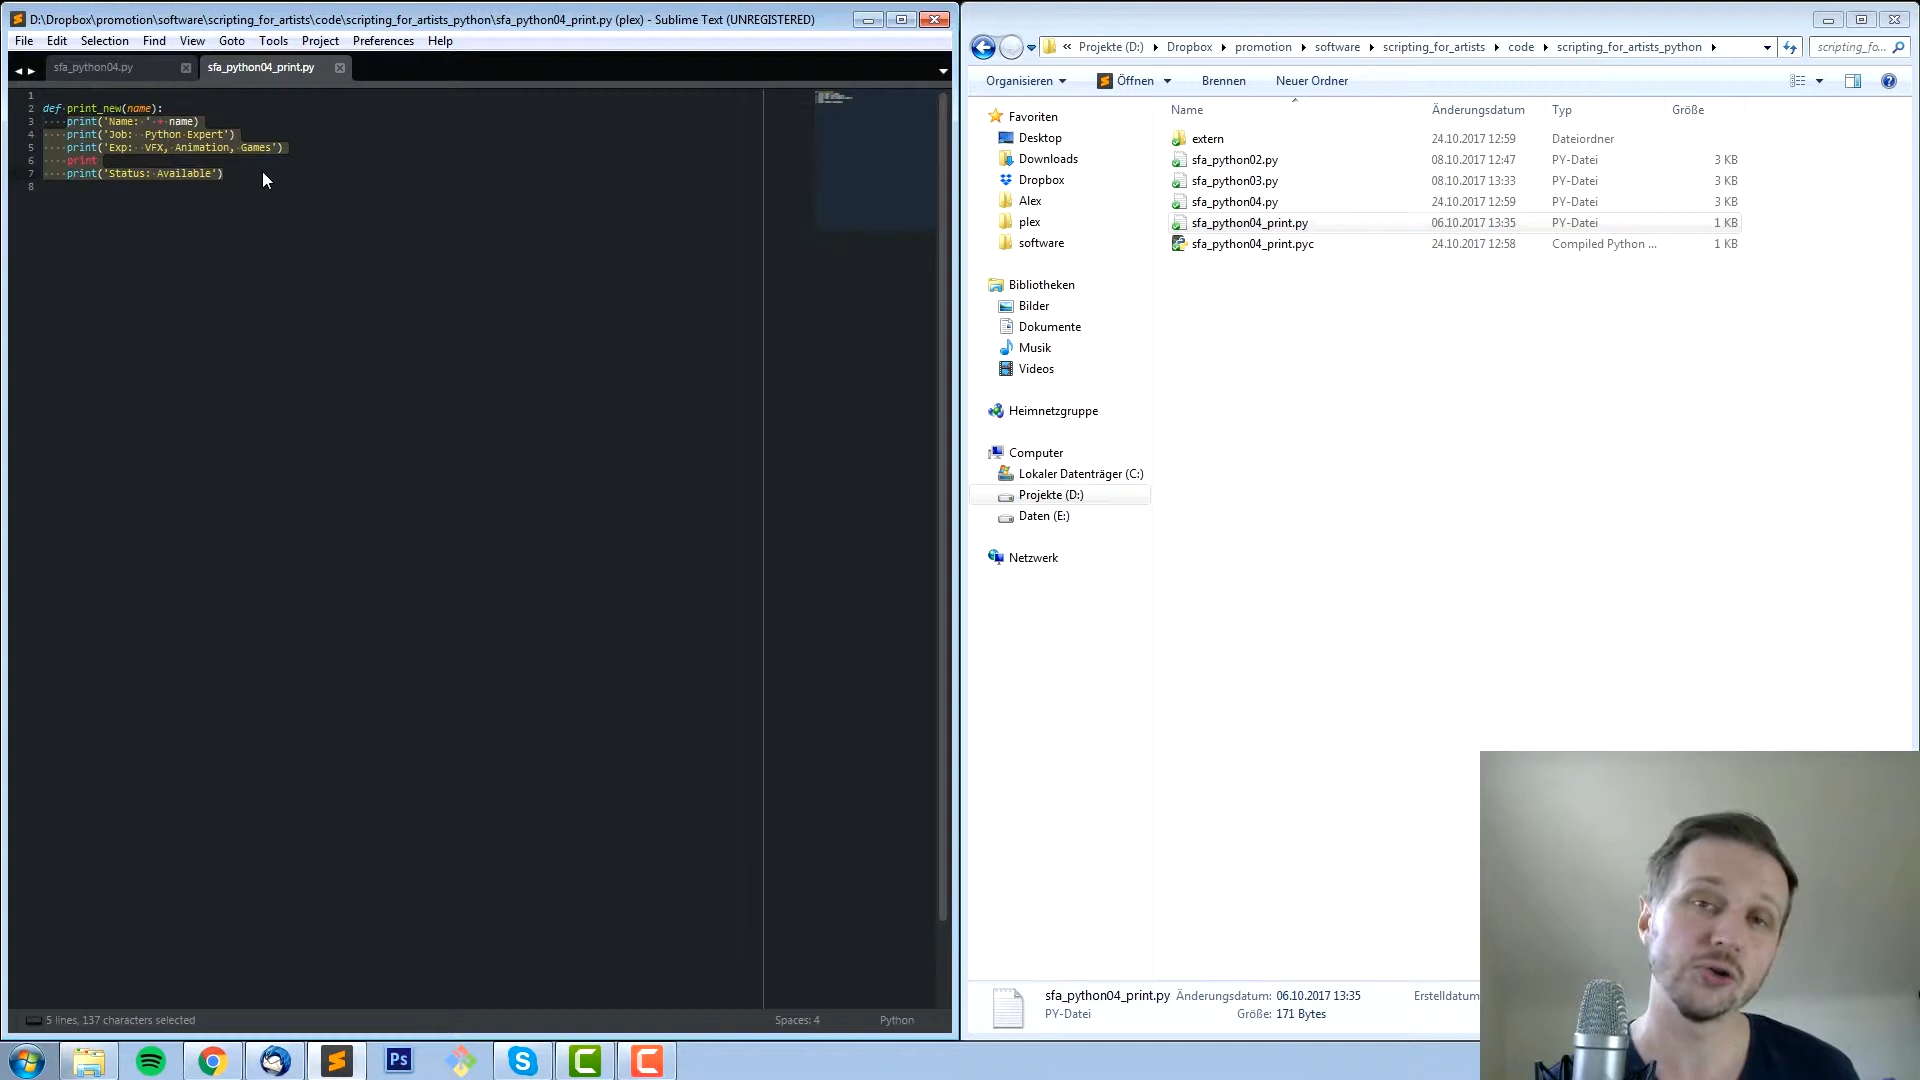 D:\Dropbox\promotion\software\scripting_for_artists\code\scripting_for_artists_python\sfa_python04_print.py (plex) - Sublime Text (UNREGISTERED)
File Edit Selection Find View Goto Tools Project Preferences Help
sfa_python04.py sfa_python04_print.py
1
2 def print_new(name):
3 print('Name: ' + name)
4 print('Job: Python Expert')
5 print('Exp: VFX, Animation, Games')
6 print
7 print('Status: Available')
8
5 lines, 137 characters selected Spaces: 4 Python
« Projekte (D:) Dropbox promotion software scripting_for_artists code scripting_for_artists_python scripting_fo...
Organisieren Öffnen Brennen Neuer Ordner
Favoriten
Desktop
Downloads
Dropbox
Alex
plex
software
Bibliotheken
Bilder
Dokumente
Musik
Videos
Heimnetzgruppe
Computer
Lokaler Datenträger (C:)
Projekte (D:)
Daten (E:)
Netzwerk
Name Änderungsdatum Typ Größe
extern 24.10.2017 12:59 Dateiordner
sfa_python02.py 08.10.2017 12:47 PY-Datei 3 KB
sfa_python03.py 08.10.2017 13:33 PY-Datei 3 KB
sfa_python04.py 24.10.2017 12:59 PY-Datei 3 KB
sfa_python04_print.py 06.10.2017 13:35 PY-Datei 1 KB
sfa_python04_print.pyc 24.10.2017 12:58 Compiled Python ... 1 KB
sfa_python04_print.py Änderungsdatum: 06.10.2017 13:35 Erstelldatum
PY-Datei Größe: 171 Bytes
Ps